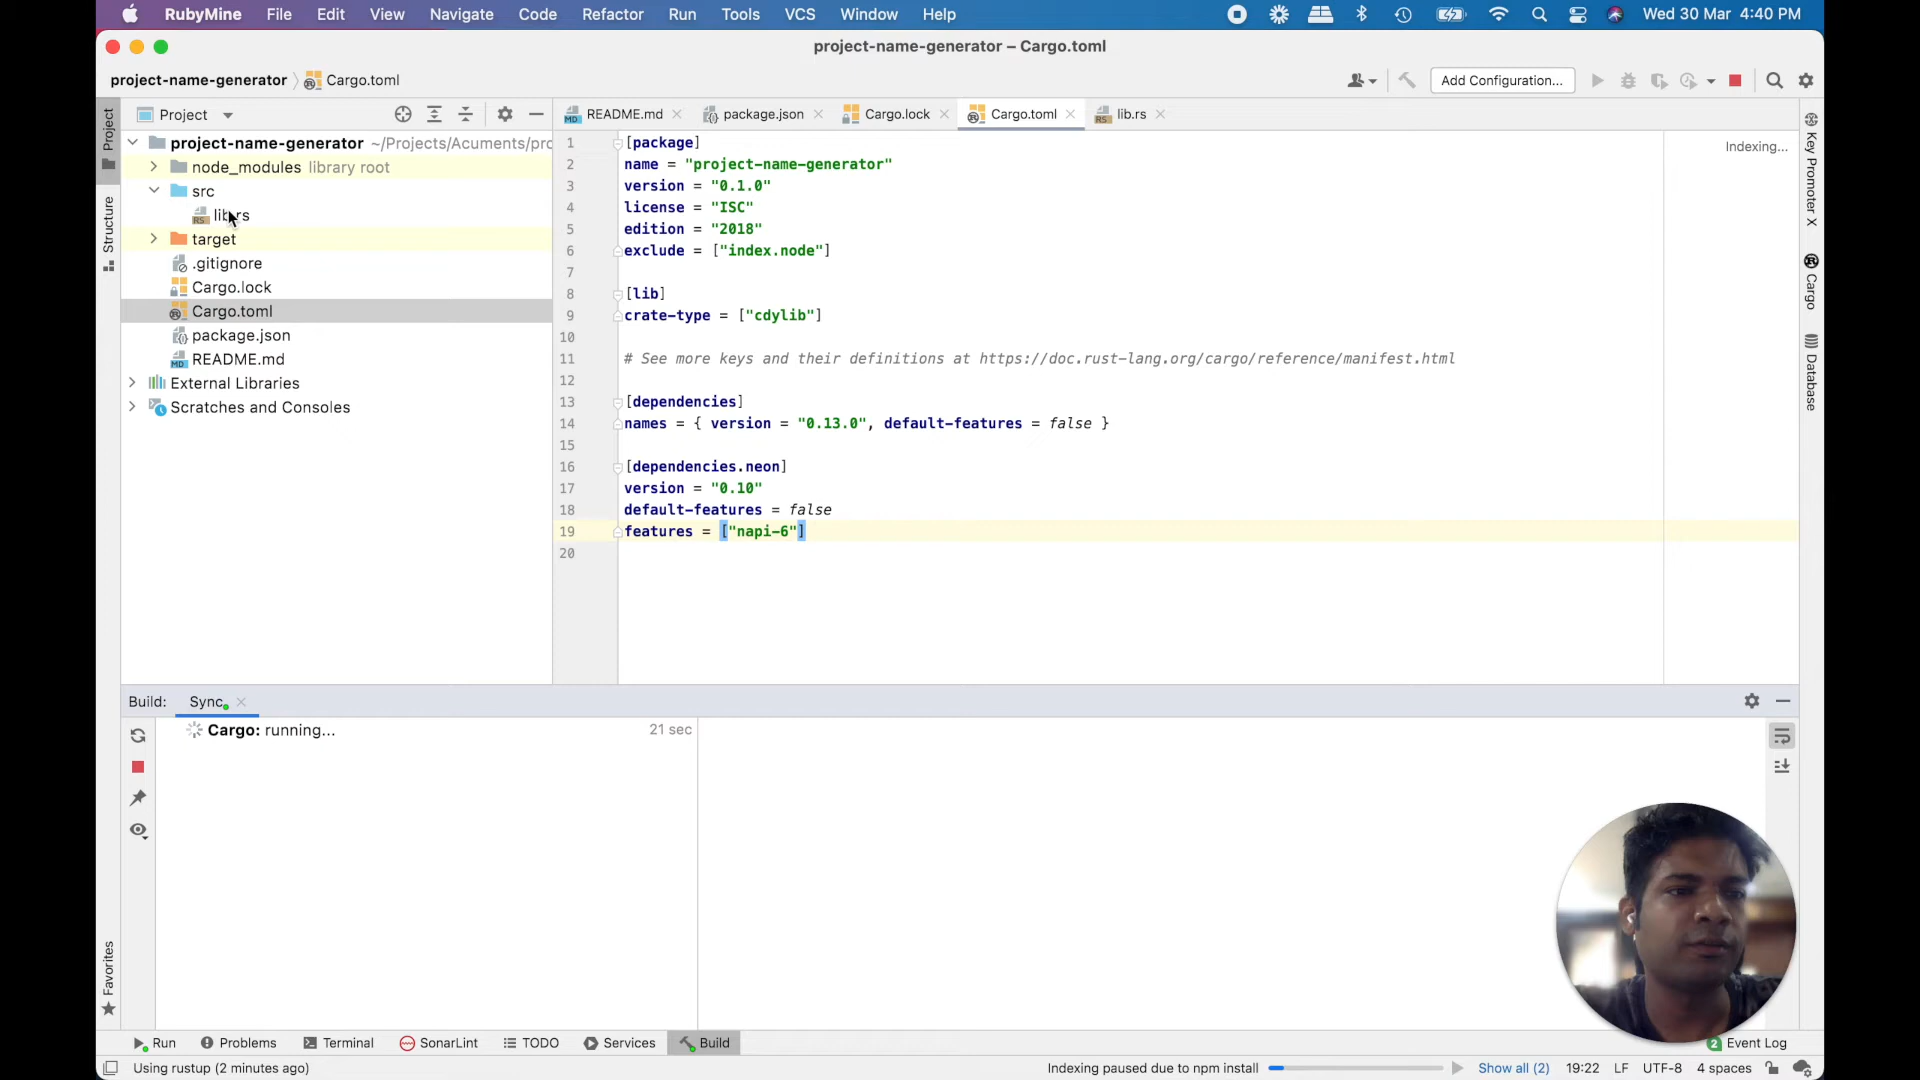 RubyMine File Edit View Navigate Code Refactor Run Tools VCS Window Help Wed 30 Mar 4:40 PM
project-name-generator – Cargo.toml
project-name-generator Cargo.toml Add Configuration...
Project README.md package.json Cargo.lock Cargo.toml lib.rs
project-name-generator ~/Projects/Acuments/pro
node_modules library root
src
lib.rs
target
.gitignore
Cargo.lock
Cargo.toml
package.json
README.md
External Libraries
Scratches and Consoles
Project
Structure
Favorites
1 [package]
2 name = "project-name-generator"
3 version = "0.1.0"
4 license = "ISC"
5 edition = "2018"
6 exclude = ["index.node"]
7
8 [lib]
9 crate-type = ["cdylib"]
10
11 # See more keys and their definitions at https://doc.rust-lang.org/cargo/reference/manifest.html
12
13 [dependencies]
14 names = { version = "0.13.0", default-features = false }
15
16 [dependencies.neon]
17 version = "0.10"
18 default-features = false
19 features = ["napi-6"]
20
Indexing...
Key Promoter X
Cargo
Database
Build: Sync
Cargo: running... 21 sec
Run Problems Terminal SonarLint TODO Services Build 2 Event Log
Using rustup (2 minutes ago) Indexing paused due to npm install Show all (2) 19:22 LF UTF-8 4 spaces